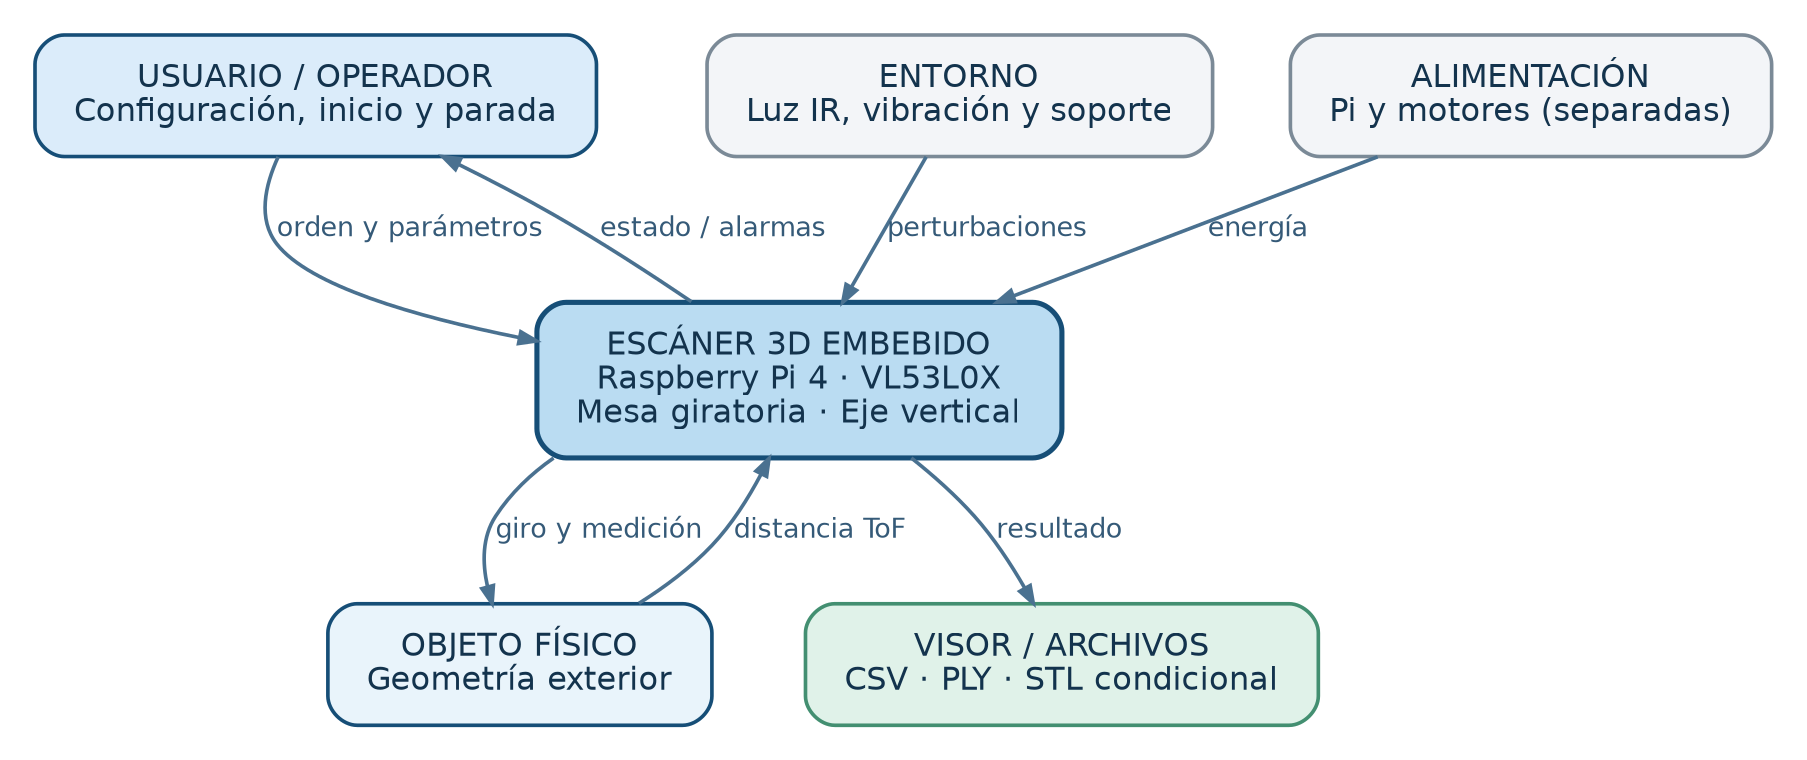 USUARIO / OPERADOR
Configuración, inicio y parada
ENTORNO
Luz IR, vibración y soporte
ALIMENTACIÓN
Pi y motores (separadas)
orden y parámetros
estado / alarmas
perturbaciones
energía
ESCÁNER 3D EMBEBIDO
Raspberry Pi 4 · VL53L0X
Mesa giratoria · Eje vertical
giro y medición
distancia ToF
resultado
OBJETO FÍSICO
Geometría exterior
VISOR / ARCHIVOS
CSV · PLY · STL condicional